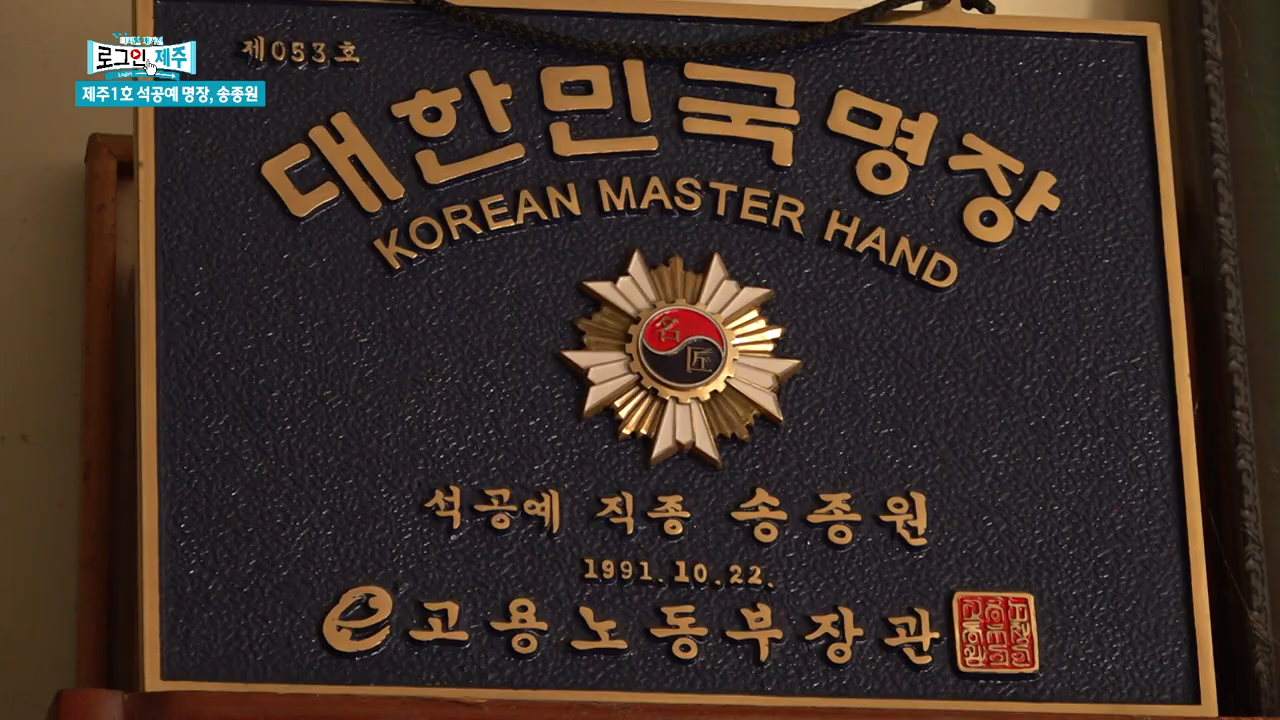 로그인 제주
Login
제주1호 석공예 명장, 송종원
제053호
대한민국명장
KOREAN MASTER HAND
名匠
석공예 직종 송종원
1991.10.22.
고용노동부장관